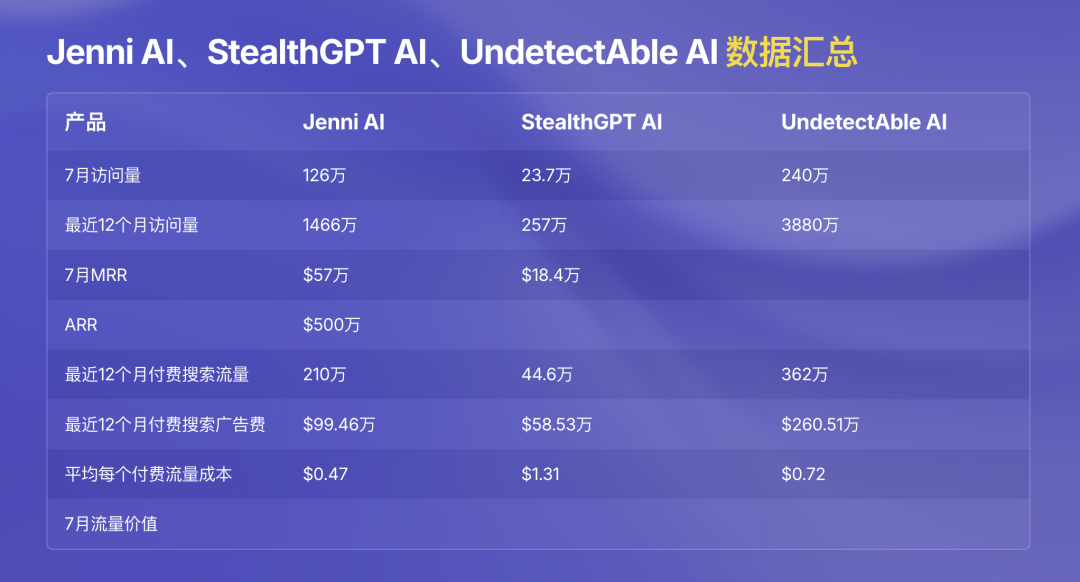 Jenni AI、StealthGPT AI、UndetectAble AI 数据汇总
产品 Jenni AI StealthGPT AI UndetectAble AI
7月访问量 126万 23.7万 240万
最近12个月访问量 1466万 257万 3880万
7月MRR $57万 $18.4万
ARR $500万
最近12个月付费搜索流量 210万 44.6万 362万
最近12个月付费搜索广告费 $99.46万 $58.53万 $260.51万
平均每个付费流量成本 $0.47 $1.31 $0.72
7月流量价值